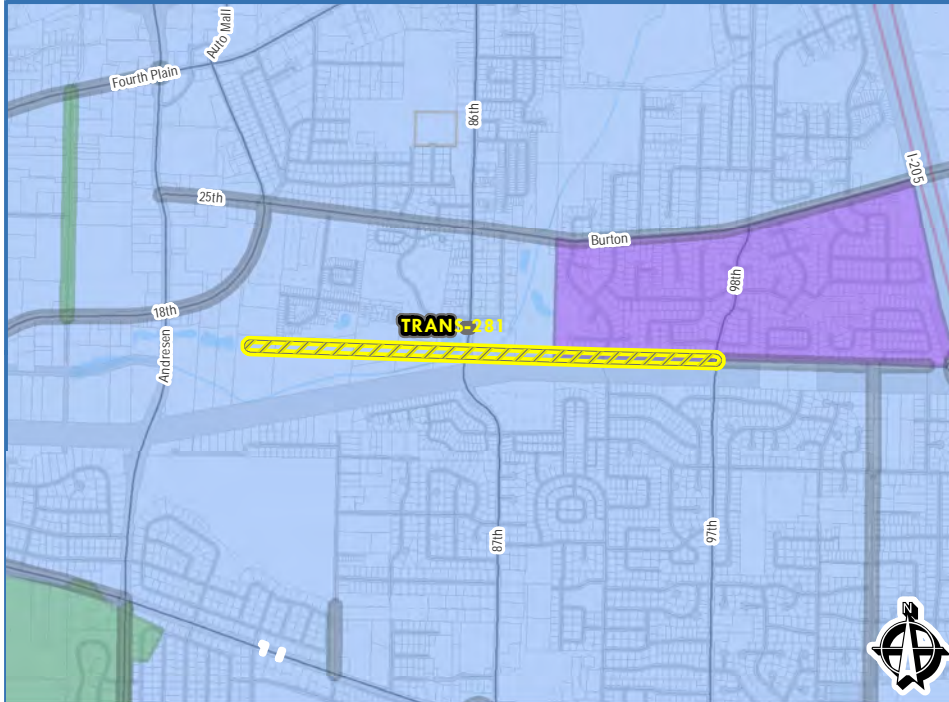 Auto Mall
Fourth Plain
86th
I-205
25th
Burton
98th
18th
TRANS-281
Andresen
87th
97th
N